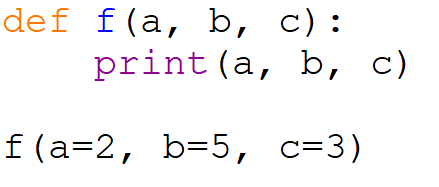 def f(a, b, c):
    print(a, b, c)
f(a=2, b=5, c=3)